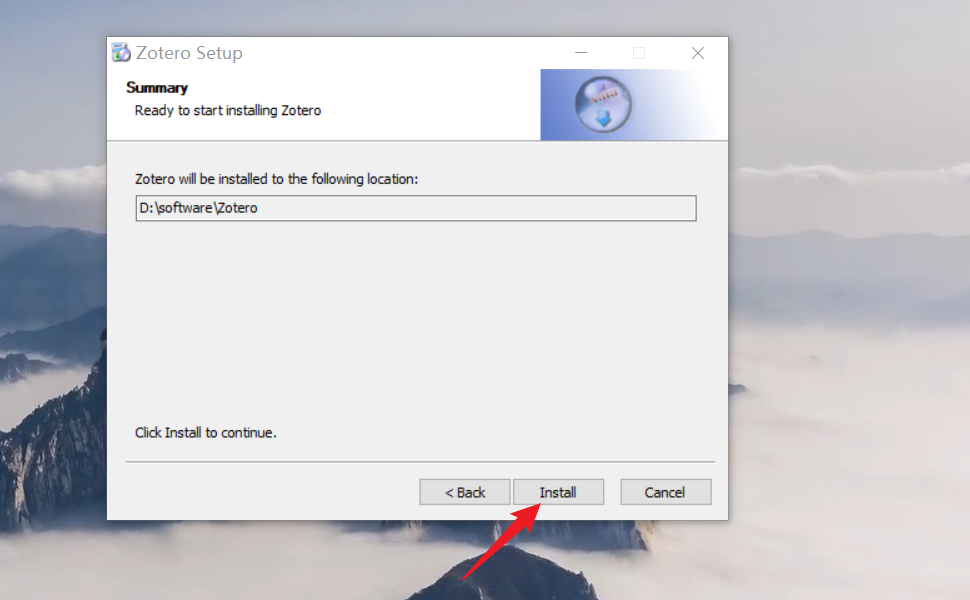 Zotero Setup
Summary
Ready to start installing Zotero
Zotero will be installed to the following location:
D:\software\Zotero
Click Install to continue.
< Back
Install
Cancel